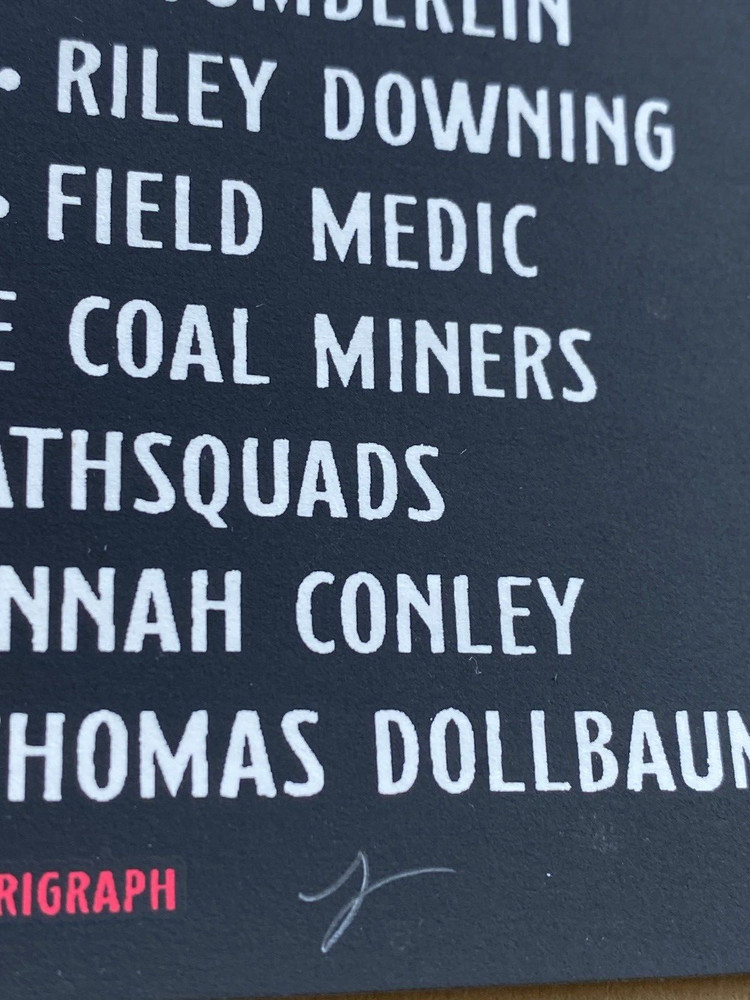 • RILEY DOWNING
• FIELD MEDIC
E COAL MINERS
ATHSQUADS
NNAH CONLEY
THOMAS DOLLBAUM
RIGRAPH